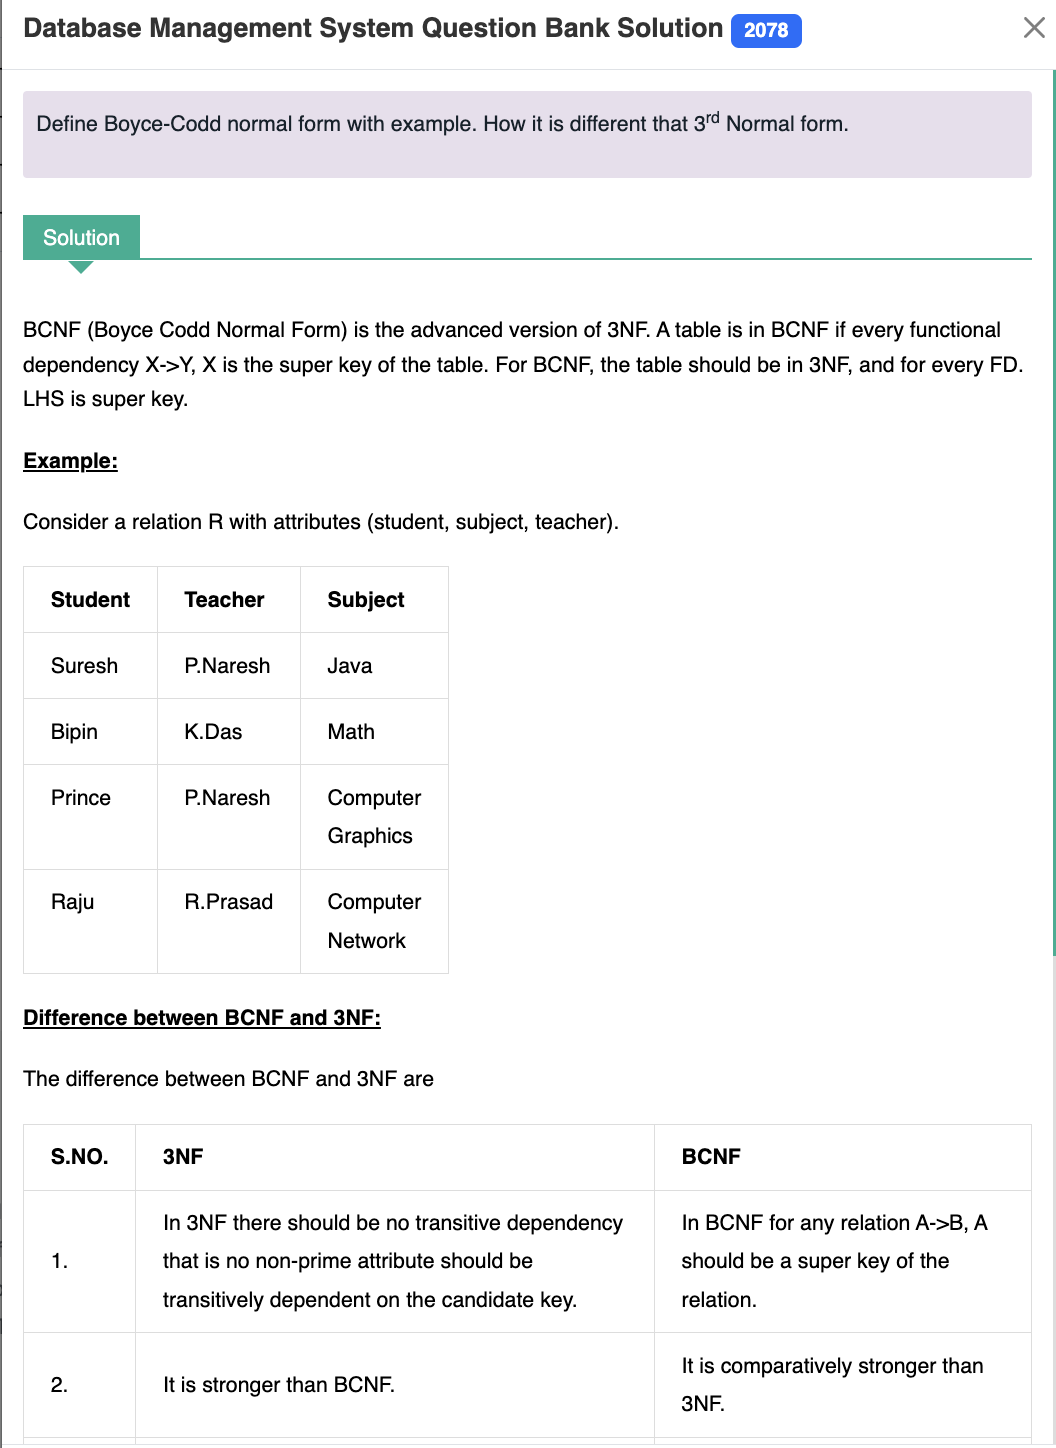 Database Management System Question Bank Solution 2078
Define Boyce-Codd normal form with example. How it is different that 3rd Normal form.
Solution
BCNF (Boyce Codd Normal Form) is the advanced version of 3NF. A table is in BCNF if every functional
dependency X->Y, X is the super key of the table. For BCNF, the table should be in 3NF, and for every FD.
LHS is super key.
Example:
Consider a relation R with attributes (student, subject, teacher).
Student Teacher Subject
Suresh P.Naresh Java
Bipin K.Das Math
Prince P.Naresh Computer
Graphics
Raju R.Prasad Computer
Network
Difference between BCNF and 3NF:
The difference between BCNF and 3NF are
S.NO. 3NF BCNF
1.
In 3NF there should be no transitive dependency
that is no non-prime attribute should be
transitively dependent on the candidate key.
In BCNF for any relation A->B, A
should be a super key of the
relation.
2.
It is stronger than BCNF.
It is comparatively stronger than
3NF.